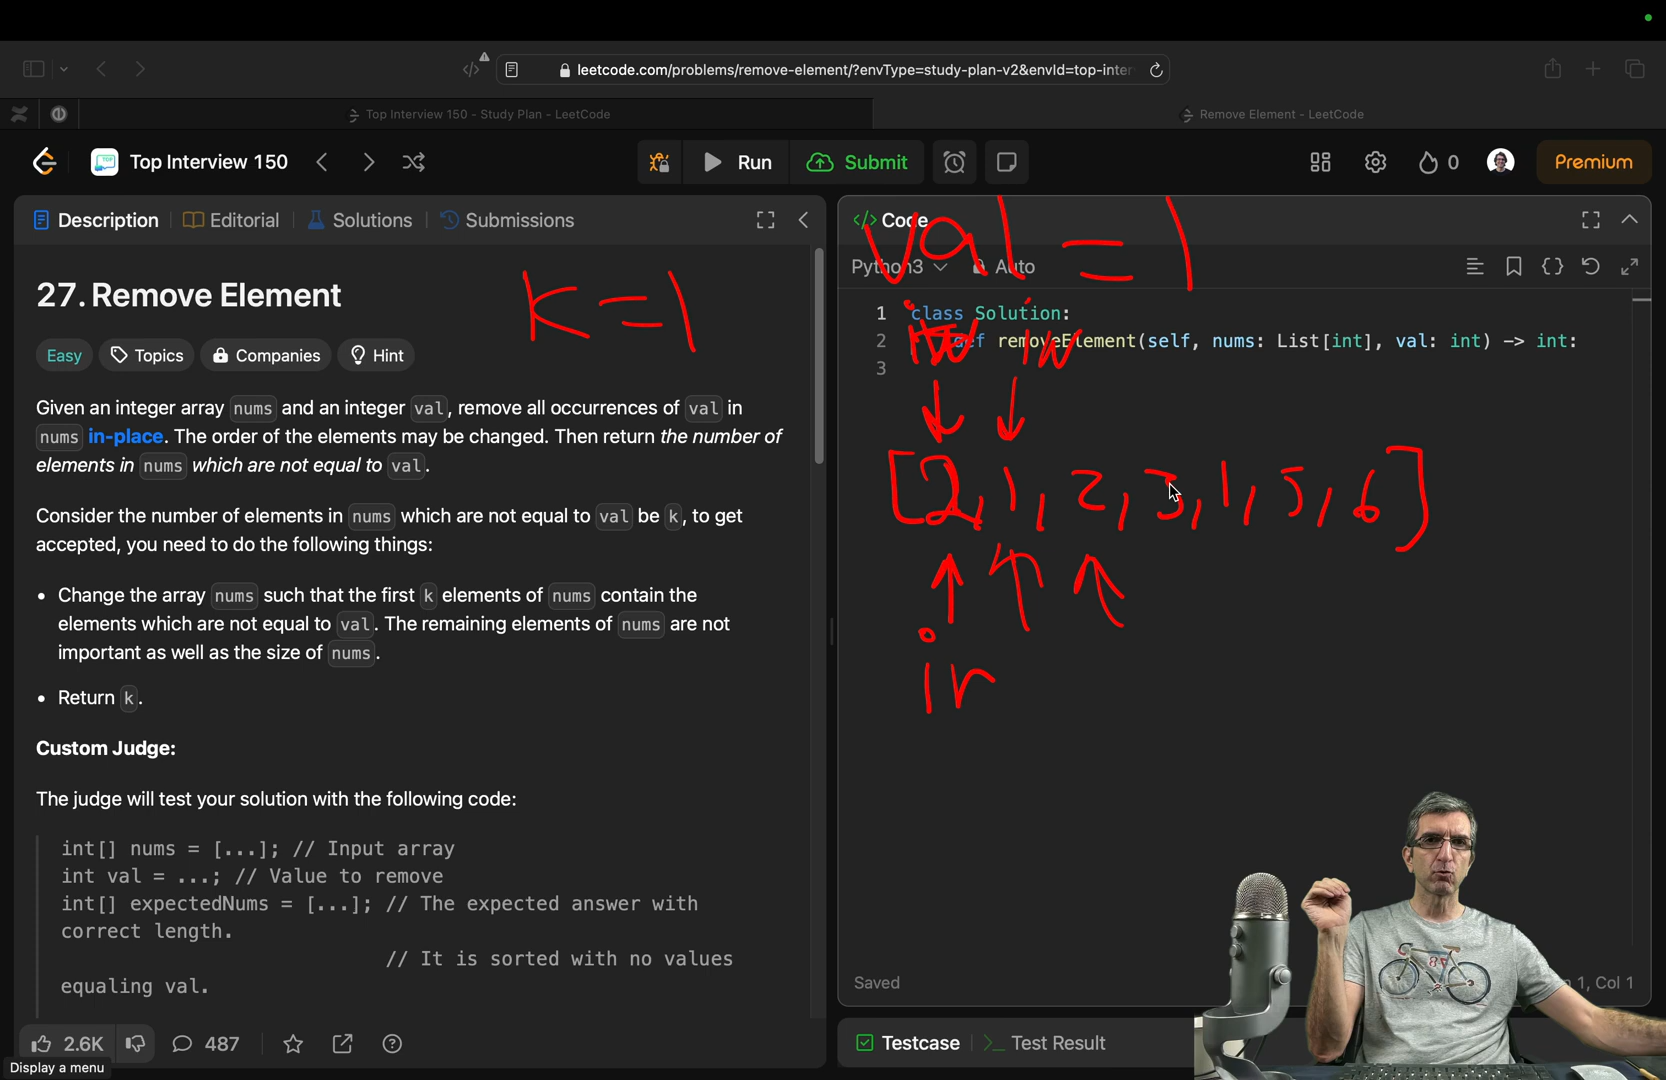 leetcode.com/problems/remove-element/?envType=study-plan-v2&envId=top-inter
Top Interview 150 - Study Plan - LeetCode
Remove Element - LeetCode
Top Interview 150
Run
Submit
0
Premium
Description
Editorial
Solutions
Submissions
27. Remove Element
k=1
Easy
Topics
Companies
Hint
Given an integer array nums and an integer val, remove all occurrences of val in
nums in-place. The order of the elements may be changed. Then return the number of
elements in nums which are not equal to val.
Consider the number of elements in nums which are not equal to val be k, to get
accepted, you need to do the following things:
• Change the array nums such that the first k elements of nums contain the
elements which are not equal to val. The remaining elements of nums are not
important as well as the size of nums.
• Return k.
Custom Judge:
The judge will test your solution with the following code:
int[] nums = [...]; // Input array
int val = ...; // Value to remove
int[] expectedNums = [...]; // The expected answer with
correct length.
// It is sorted with no values
equaling val.
2.6K
487
Display a menu
</> Code
val = 1
Python3
Auto
1 class Solution:
2 def removeElement(self, nums: List[int], val: int) -> int:
3
iw
[2, 1, 2, 3, 1, 5, 6]
ir
Saved
1, Col 1
Testcase
Test Result